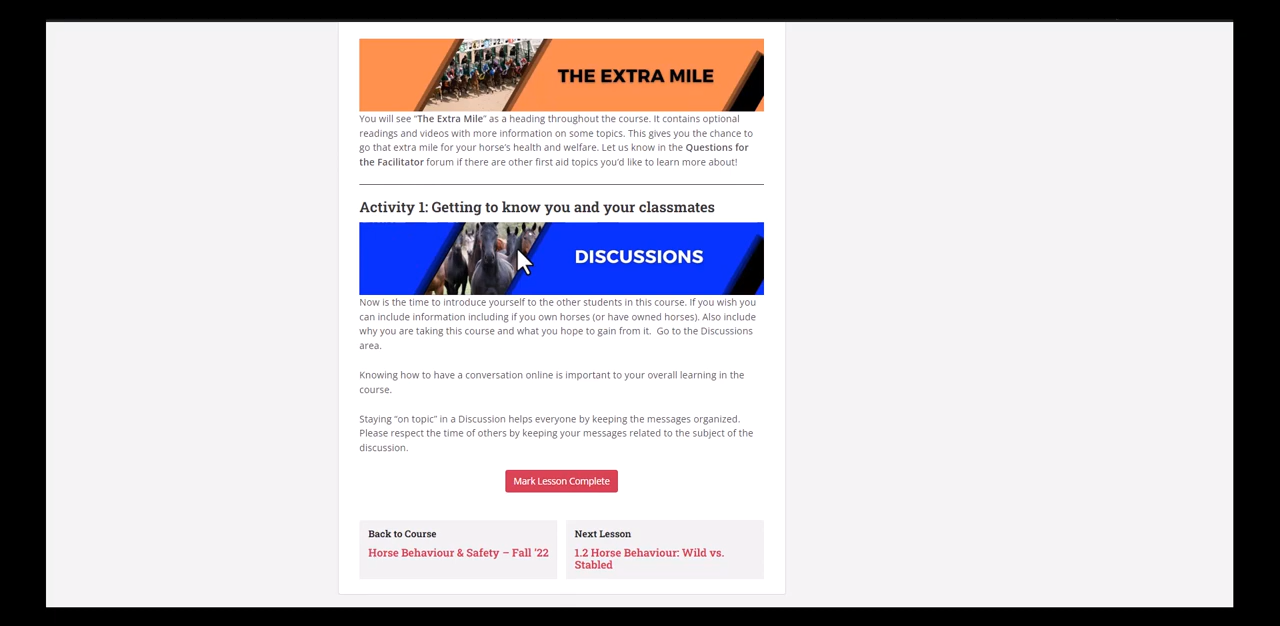 THE EXTRA MILE
You will see “The Extra Mile” as a heading throughout the course. It contains optional
readings and videos with more information on some topics. This gives you the chance to
go that extra mile for your horse’s health and welfare. Let us know in the Questions for
the Facilitator forum if there are other first aid topics you’d like to learn more about!
Activity 1: Getting to know you and your classmates
DISCUSSIONS
Now is the time to introduce yourself to the other students in this course. If you wish you
can include information including if you own horses (or have owned horses). Also include
why you are taking this course and what you hope to gain from it.  Go to the Discussions
area.
Knowing how to have a conversation online is important to your overall learning in the
course.
Staying “on topic” in a Discussion helps everyone by keeping the messages organized.
Please respect the time of others by keeping your messages related to the subject of the
discussion.
Mark Lesson Complete
Back to Course
Horse Behaviour & Safety – Fall ’22
Next Lesson
1.2 Horse Behaviour: Wild vs.
Stabled